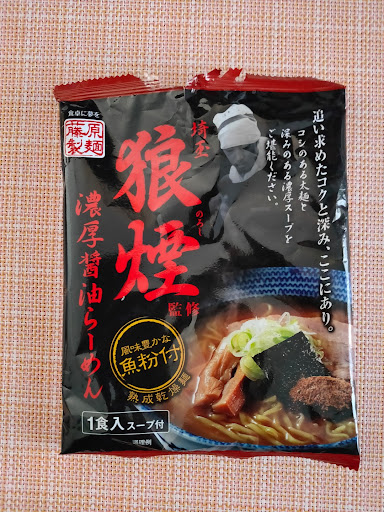 食卓に夢を
藤原
製麺
埼玉
狼煙
のろし
監修
濃厚醤油らーめん
追い求めたコクと深み、ここにあり。
コシのある太麺と
深みのある濃厚スープを
ご堪能ください。
風味豊かな
魚粉付
熟成乾燥麺
1食入スープ付
調理例